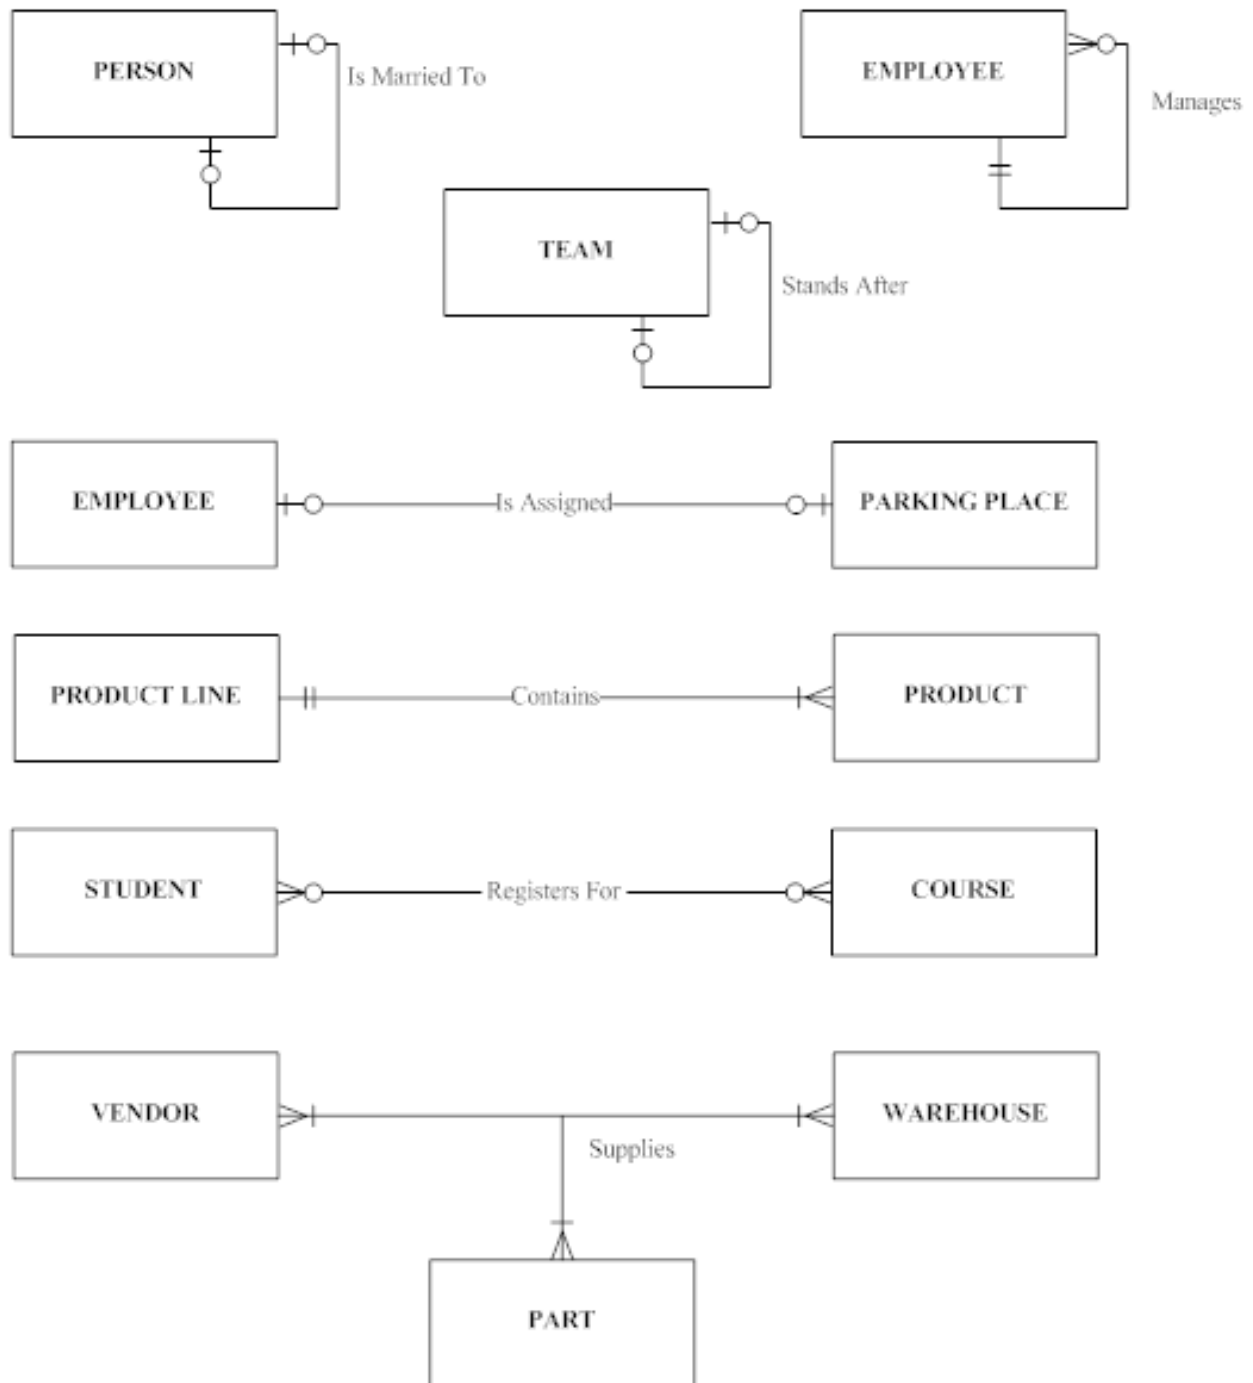 PERSON
Is Married To
EMPLOYEE
Manages
TEAM
Stands After
EMPLOYEE
Is Assigned
PARKING PLACE
PRODUCT LINE
Contains
PRODUCT
STUDENT
Registers For
COURSE
VENDOR
WAREHOUSE
Supplies
PART